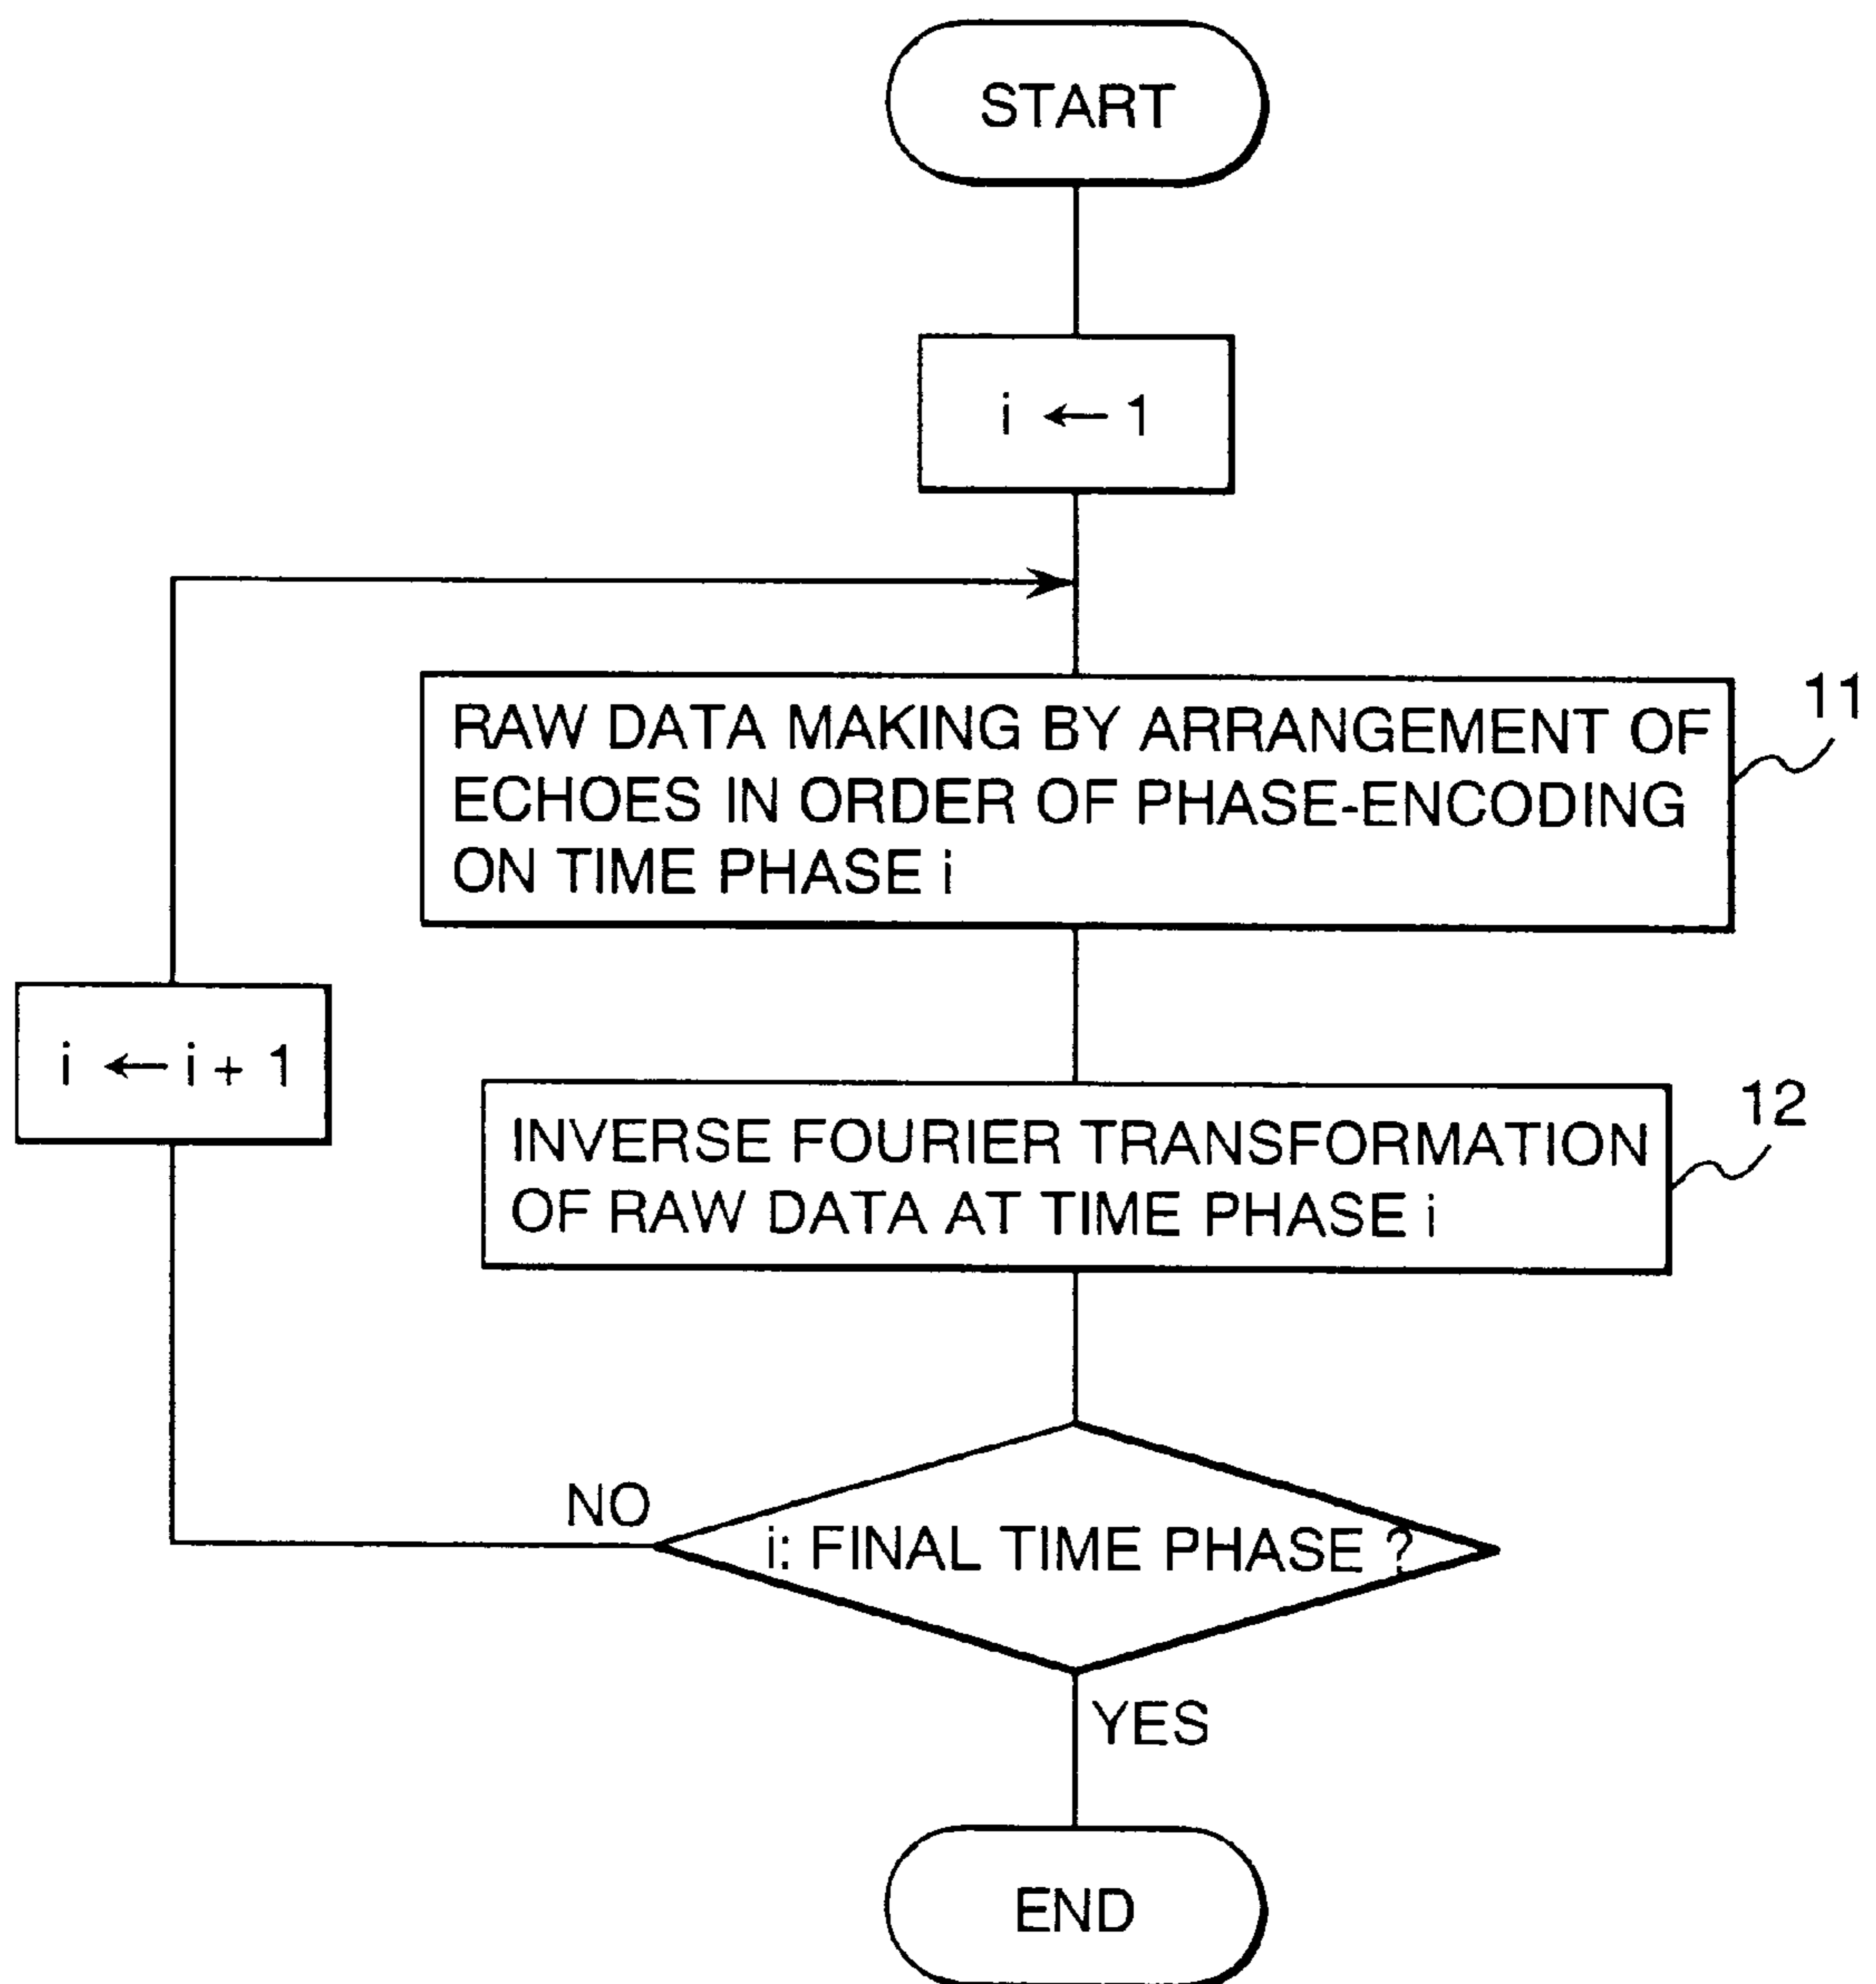 START
i ← 1
11
RAW DATA MAKING BY ARRANGEMENT OF
ECHOES IN ORDER OF PHASE-ENCODING
ON TIME PHASE i
i ← i + 1
12
INVERSE FOURIER TRANSFORMATION
OF RAW DATA AT TIME PHASE i
NO
i: FINAL TIME PHASE ?
YES
END